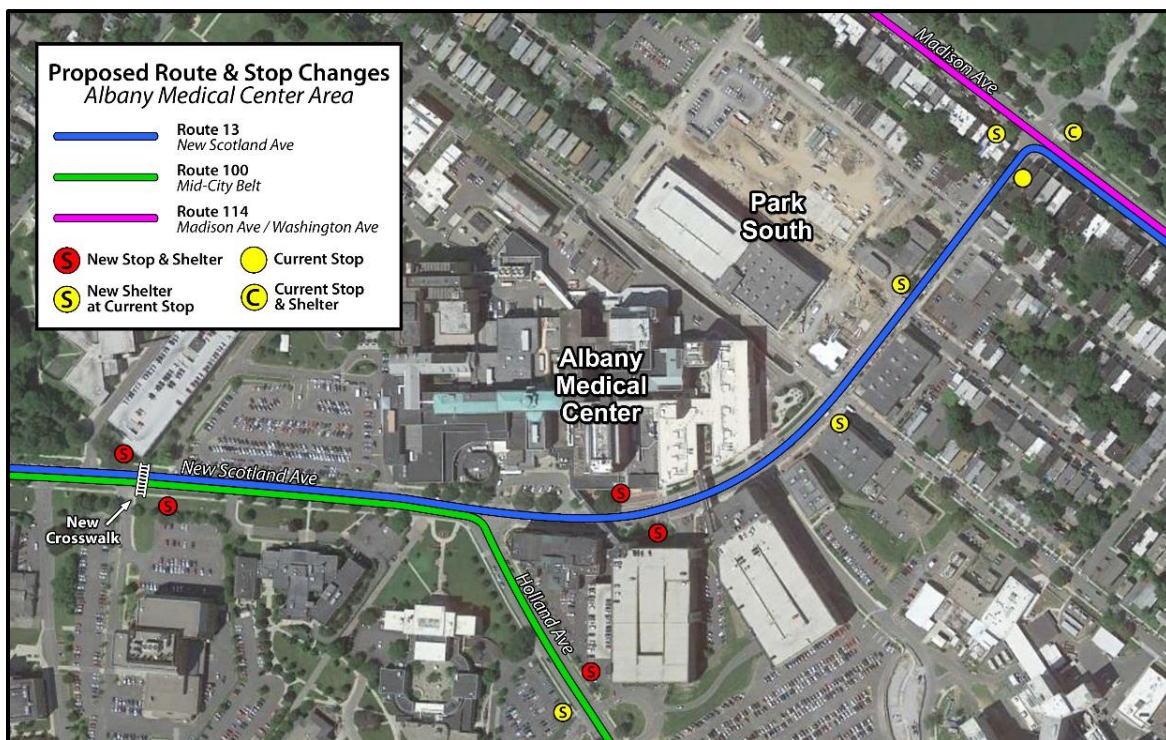 Proposed Route & Stop Changes
Albany Medical Center Area
Route 13
New Scotland Ave
Route 100
Mid-City Belt
Route 114
Madison Ave / Washington Ave
S New Stop & Shelter
Current Stop
S New Shelter
at Current Stop
C Current Stop
& Shelter
Madison Ave
S
C
Park
South
S
Albany
Medical
Center
S
S
New Scotland Ave
S
S
New
Crosswalk
S
Holland Ave
S
S